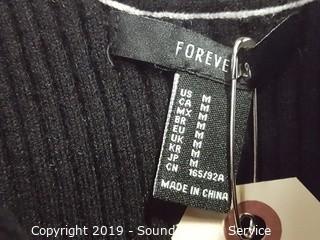 FOREVE
US M
CA M
MX M
BR M
EU M
UK M
KR M
JP M
CN 165/92A
MADE IN CHINA
Copyright 2019 - Sound Service